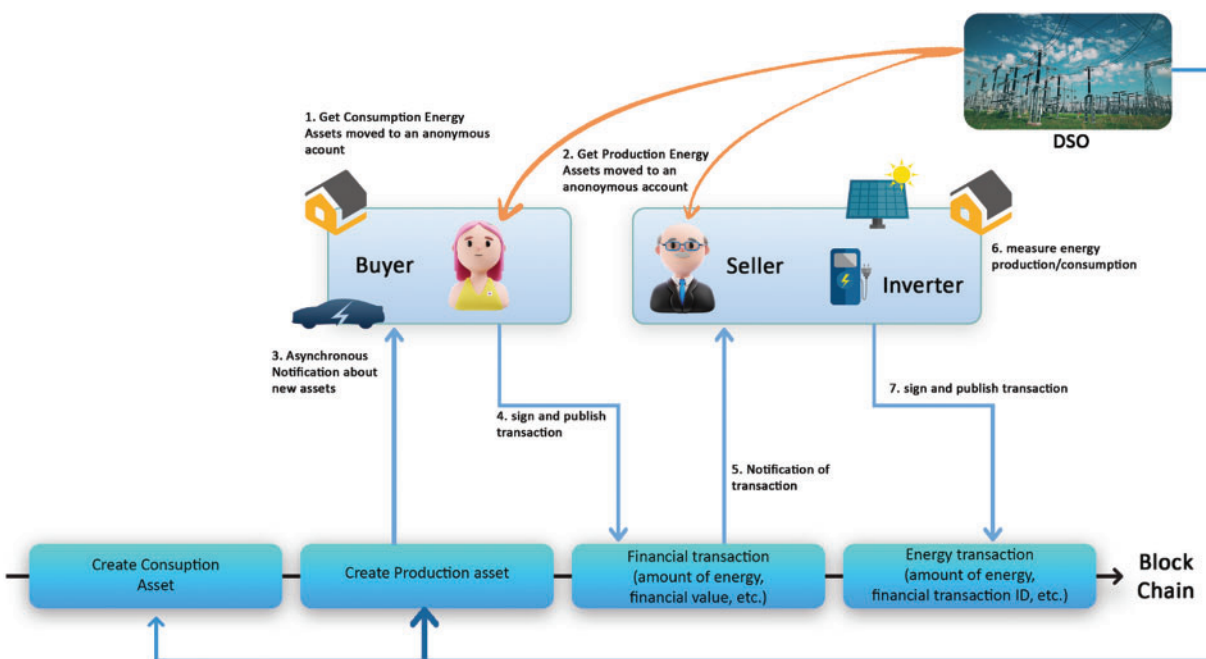 DSO
1. Get Consumption Energy
Assets moved to an anonymous
acount
2. Get Production Energy
Assets moved to an
anonoymous account
Buyer
Seller
Inverter
6. measure energy
production/consumption
3. Asynchronous
Notification about
new assets
4. sign and publish
transaction
5. Notification of
transaction
7. sign and publish transaction
Create Consuption
Asset
Create Production asset
Financial transaction
(amount of energy,
financial value, etc.)
Energy transaction
(amount of energy,
financial transaction ID, etc.)
Block
Chain